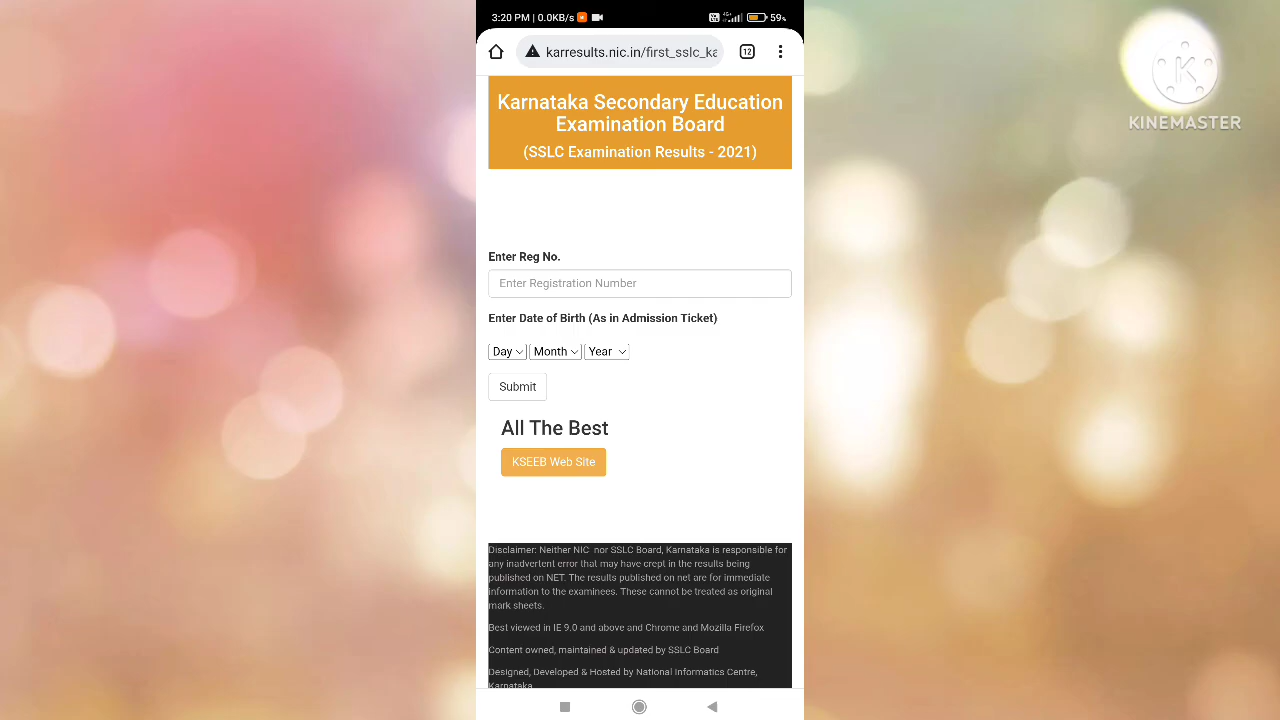 3:20 PM | 0.0KB/s
4G+
59%
karresults.nic.in/first_sslc_ka
12
K
KINEMASTER
Karnataka Secondary Education
Examination Board
(SSLC Examination Results - 2021)
Enter Reg No.
Enter Registration Number
Enter Date of Birth (As in Admission Ticket)
Day Month Year
Submit
All The Best
KSEEB Web Site
Disclaimer: Neither NIC nor SSLC Board, Karnataka is responsible for
any inadvertent error that may have crept in the results being
published on NET. The results published on net are for immediate
information to the examinees. These cannot be treated as original
mark sheets.
Best viewed in IE 9.0 and above and Chrome and Mozilla Firefox
Content owned, maintained & updated by SSLC Board
Designed, Developed & Hosted by National Informatics Centre,
Karnataka